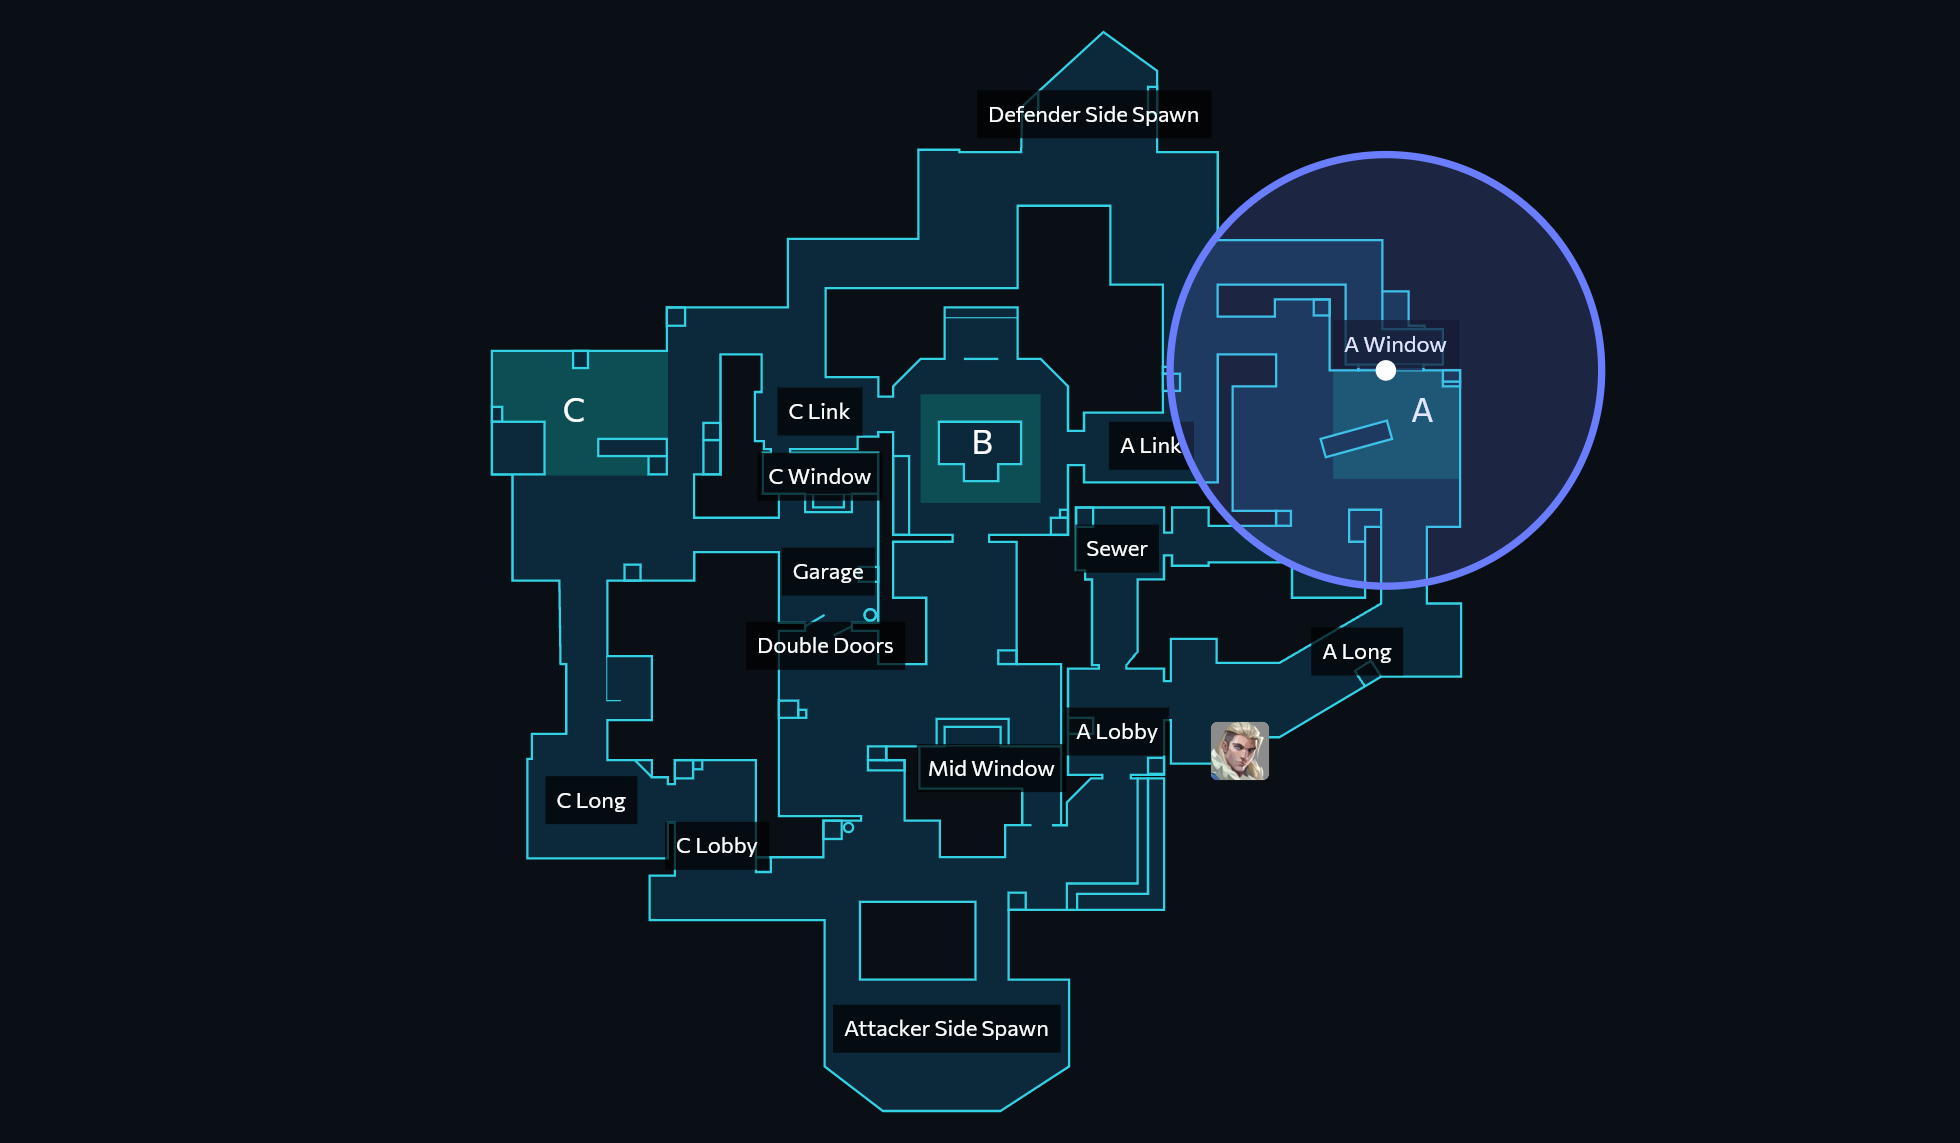 Defender Side Spawn
A Window
C
A
C Link
B
A Link
C Window
Sewer
Garage
Double Doors
A Long
A Lobby
Mid Window
C Long
C Lobby
Attacker Side Spawn